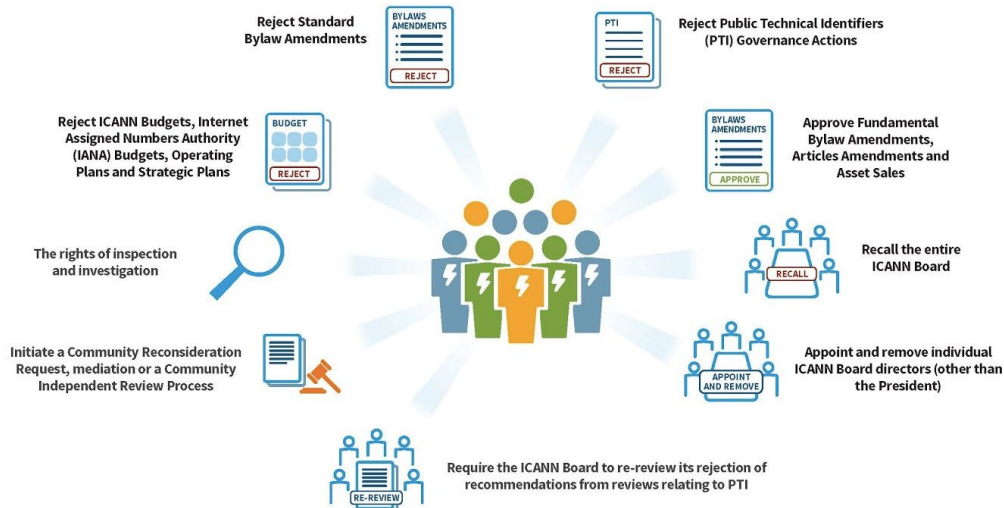 Reject Standard
Bylaw Amendments
BYLAWS
AMENDMENTS
REJECT
PTI
REJECT
Reject Public Technical Identifiers
(PTI) Governance Actions
Reject ICANN Budgets, Internet
Assigned Numbers Authority
(IANA) Budgets, Operating
Plans and Strategic Plans
BUDGET
REJECT
BYLAWS
AMENDMENTS
APPROVE
Approve Fundamental
Bylaw Amendments,
Articles Amendments and
Asset Sales
The rights of inspection
and investigation
RECALL
Recall the entire
ICANN Board
Initiate a Community Reconsideration
Request, mediation or a Community
Independent Review Process
APPOINT
AND REMOVE
Appoint and remove individual
ICANN Board directors (other than
the President)
RE-REVIEW
Require the ICANN Board to re-review its rejection of
recommendations from reviews relating to PTI